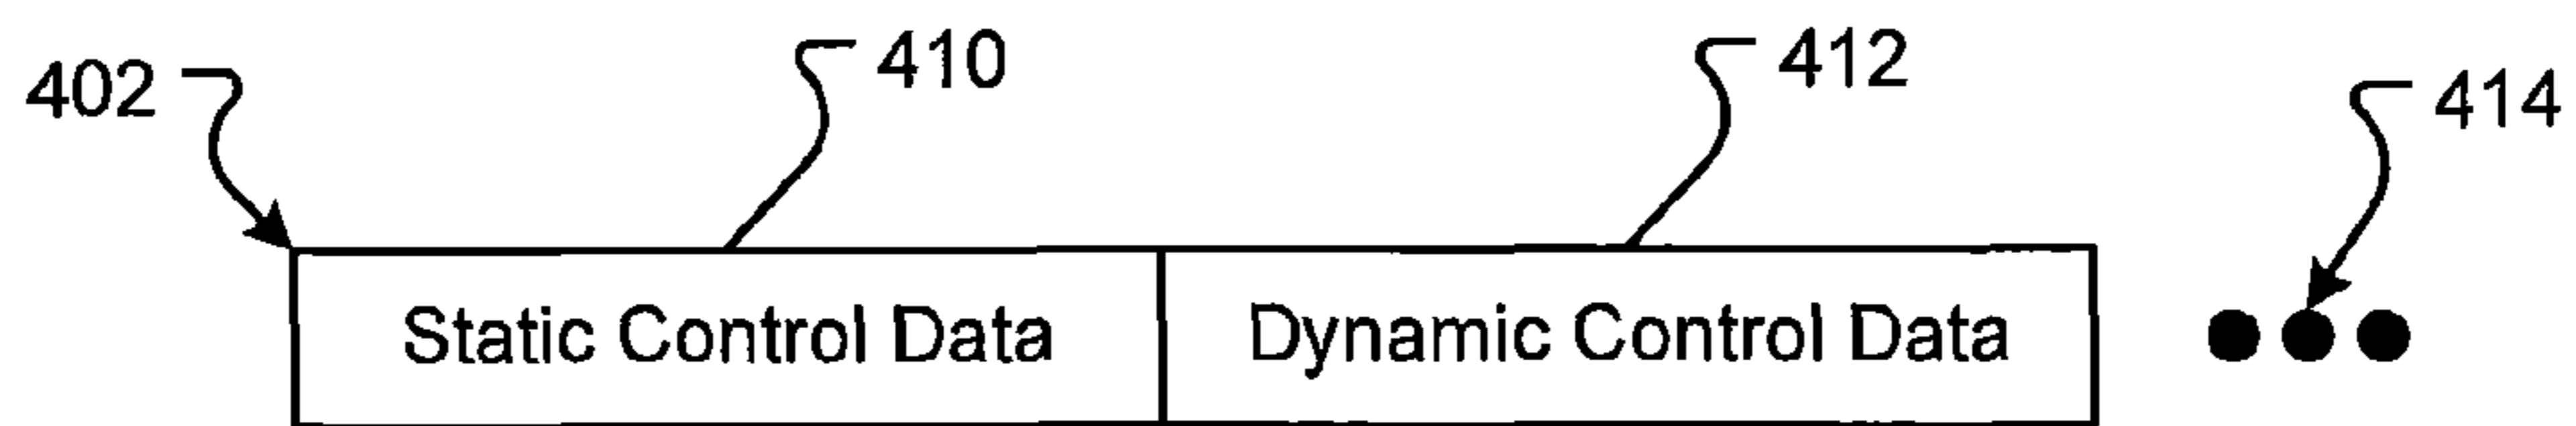 402
410
412
414
Static Control Data
Dynamic Control Data